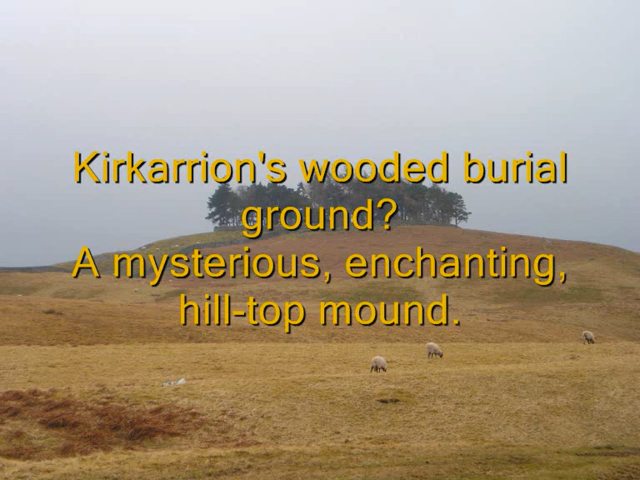 Kirkarrion's wooded burial
ground?
A mysterious, enchanting,
hill-top mound.